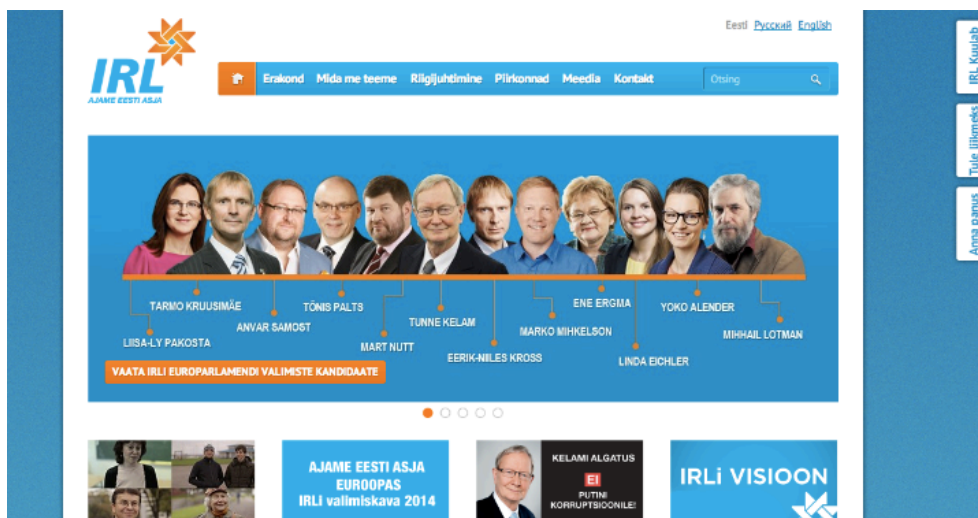 Eesti Русский English
IRL
AJAME EESTI ASJA
Erakond Mida me teeme Riigijuhtimine Piirkonnad Meedia Kontakt
Otsing
IRL Kuulab
Tule liikmeks
Anna panus
TARMO KRUUSIMÄE
TÕNIS PALTS
ENE ERGMA
YOKO ALENDER
ANVAR SAMOST
TUNNE KELAM
MARKO MIHKELSON
MIHHAIL LOTMAN
LIISA-LY PAKOSTA
MART NUTT
EERIK-NIILES KROSS
LINDA EICHLER
VAATA IRLI EUROPARLAMENDI VALIMISTE KANDIDAATE
AJAME EESTI ASJA
EUROOPAS
IRLi valimiskava 2014
KELAMI ALGATUS
EI
PUTINI
KORRUPTSIOONILE!
IRLi VISIOON